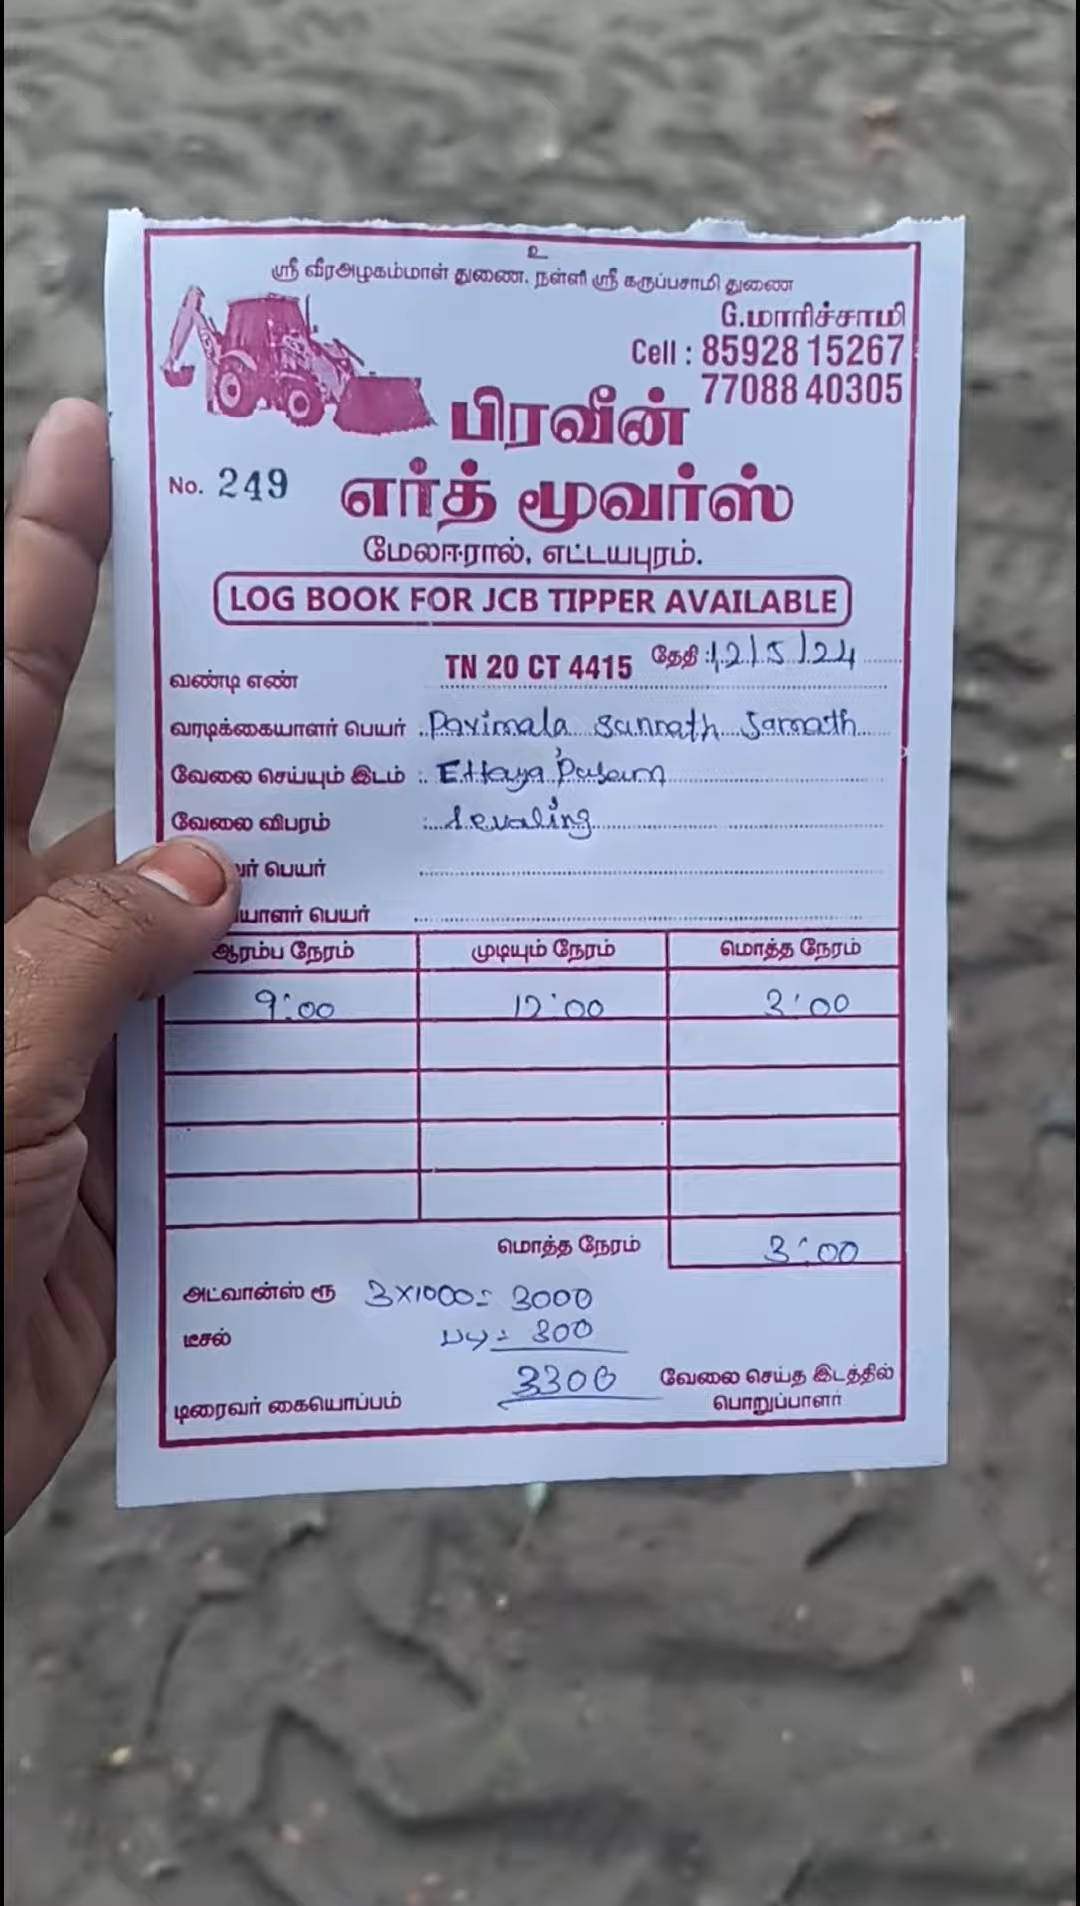 உ
ஸ்ரீ வீரஅழகம்மாள் துணை. நள்ளி ஸ்ரீ கருப்பசாமி துணை
G.மாரிச்சாமி
Cell : 85928 15267
77088 40305
பிரவீன்
No. 249 எர்த் மூவர்ஸ்
மேலஈரால், எட்டயபுரம்.
LOG BOOK FOR JCB TIPPER AVAILABLE
வண்டி எண் TN 20 CT 4415 தேதி : 12/5/24
வாடிக்கையாளர் பெயர் : Parimala
வேலை செய்யும் இடம் : Ettaya Puram
வேலை விபரம் : Levaling
பெயர்
யாளர் பெயர்
ஆரம்ப நேரம் முடியும் நேரம் மொத்த நேரம்
9:00 12:00 3:00
மொத்த நேரம் 3:00
அட்வான்ஸ் ரூ 3x1000= 3000
டீசல் படி = 300
3300
டிரைவர் கையொப்பம் வேலை செய்த இடத்தில்
பொறுப்பாளர்